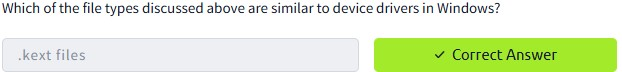 Which of the file types discussed above are similar to device drivers in Windows?
.kext files
✓ Correct Answer